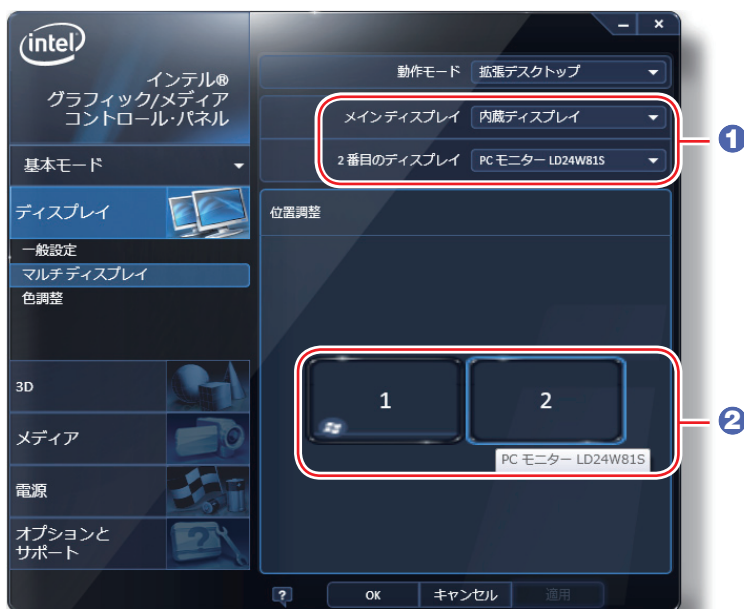 intel
インテル®
グラフィック/メディア
コントロール・パネル
基本モード
ディスプレイ
一般設定
マルチ ディスプレイ
色調整
3D
メディア
電源
オプションと
サポート
動作モード 拡張デスクトップ
メイン ディスプレイ 内蔵ディスプレイ
2 番目のディスプレイ PC モニター LD24W81S
1
位置調整
1 2
PC モニター LD24W81S
2
? OK キャンセル 適用